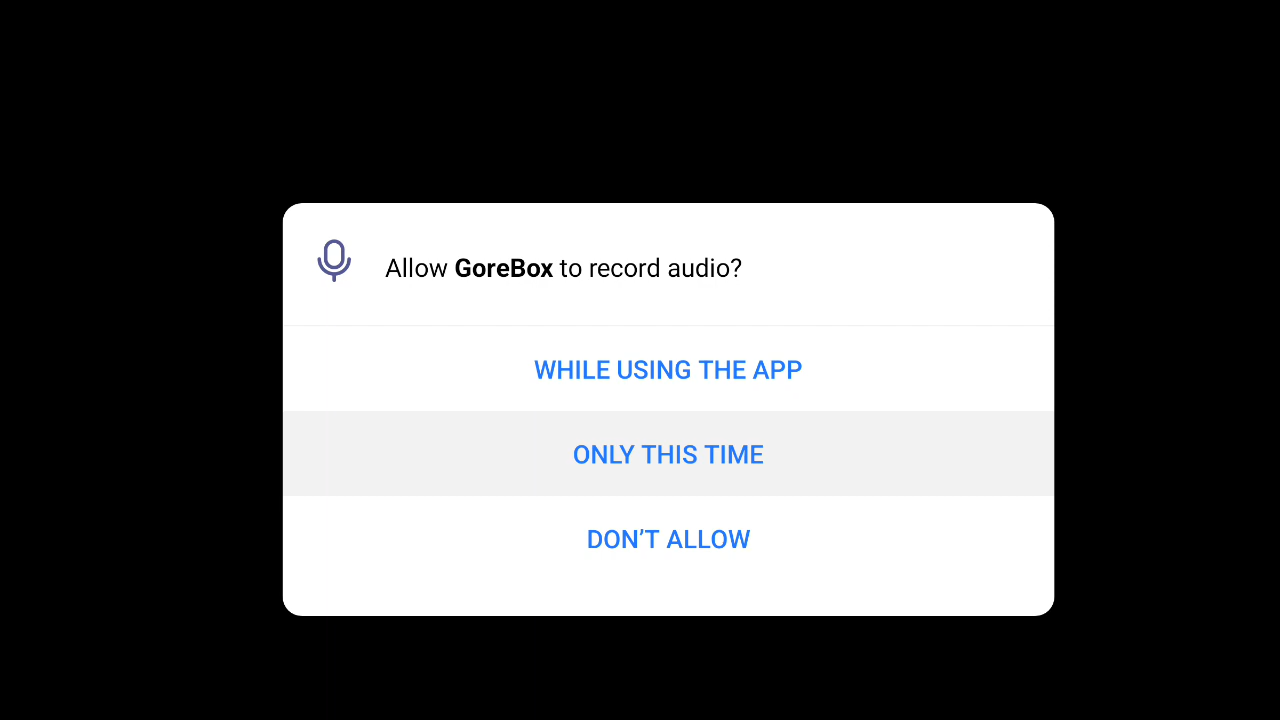 Allow GoreBox to record audio?
WHILE USING THE APP
ONLY THIS TIME
DON’T ALLOW